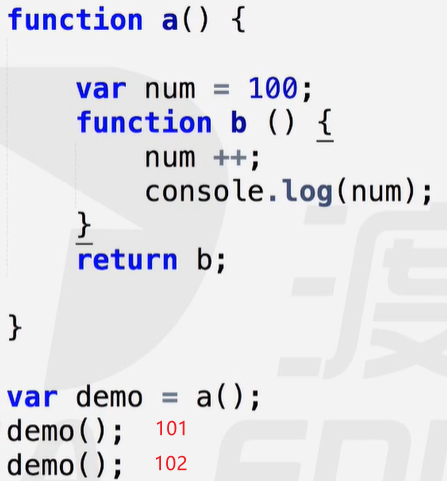 function a() {
var num = 100;
function b () {
num ++;
console.log(num);
}
return b;
}
var demo = a();
demo(); 101
demo(); 102